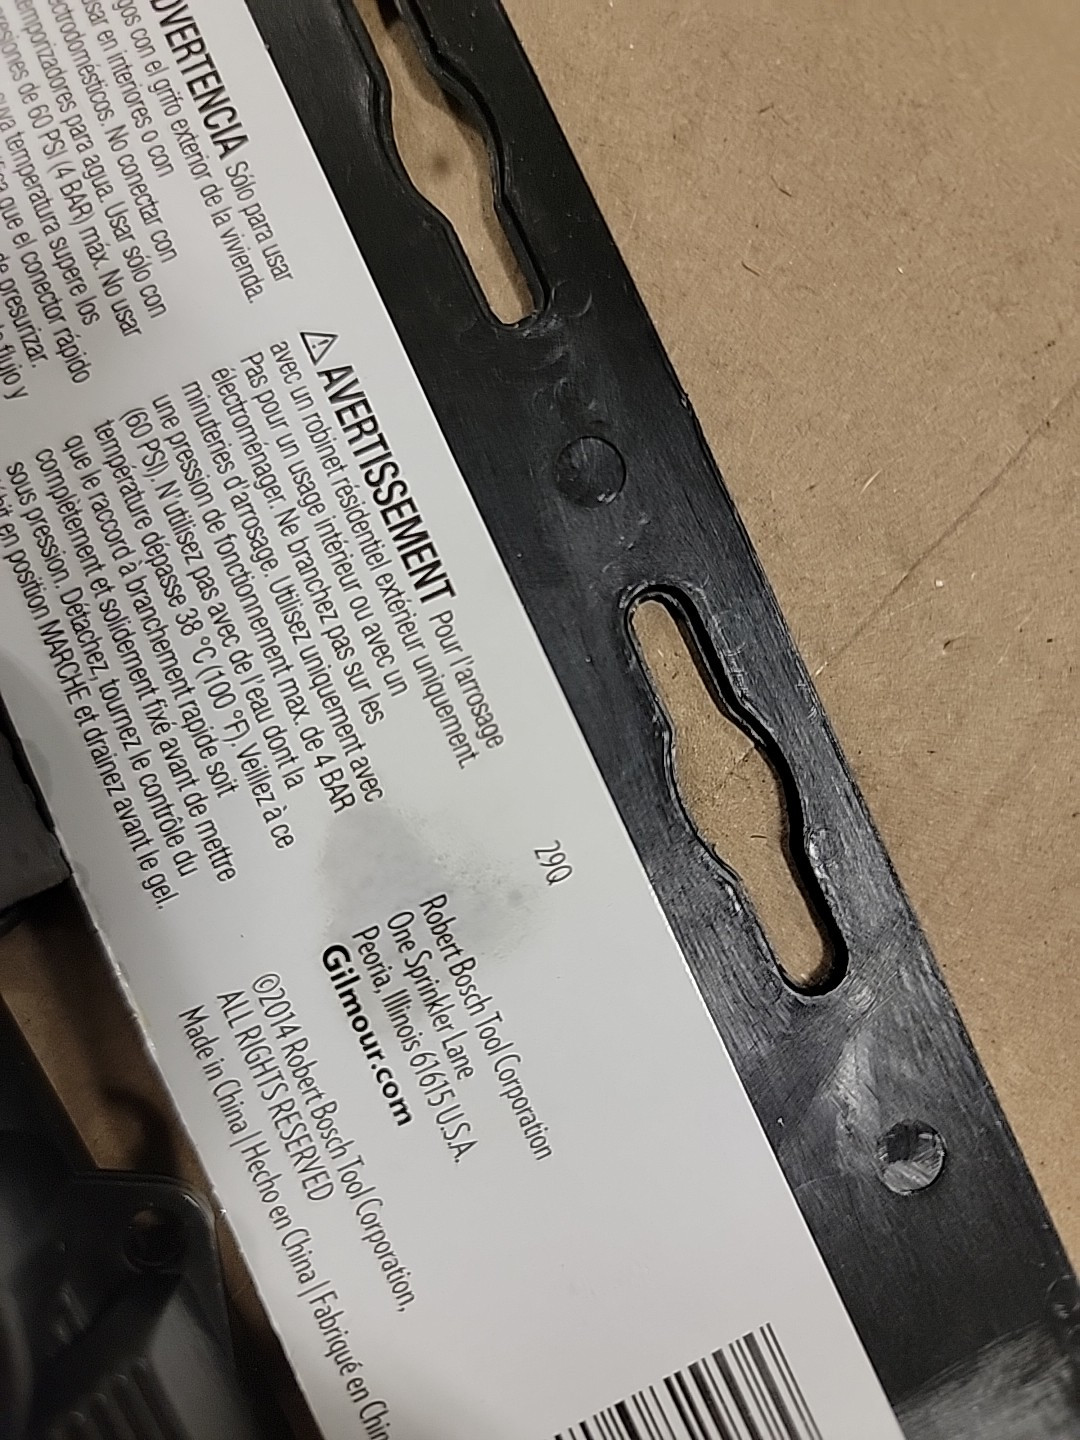 ADVERTENCIA Sólo para usar
con el grifo exterior de la vivienda.
usar en interiores o con
No conectar con
temporizadores para agua. Usar sólo con
presiones de 60 PSI (4 BAR) máx. No usar
temperatura supere los
que el conector rápido
de presurizar.
flujo y
⚠ AVERTISSEMENT Pour l'arrosage
avec un robinet résidentiel extérieur uniquement.
Pas pour un usage intérieur ou avec un
électroménager. Ne branchez pas sur les
minuteries d'arrosage. Utilisez uniquement avec
une pression de fonctionnement max. de 4 BAR
(60 PSI). N'utilisez pas avec de l'eau dont la
température dépasse 38 °C (100 °F). Veillez à ce
que le raccord à branchement rapide soit
complètement et solidement fixé avant de mettre
sous pression. Détachez, tournez le contrôle du
en position MARCHE et drainez avant le gel.
29Q
Robert Bosch Tool Corporation
One Sprinkler Lane
Peoria, Illinois 61615 U.S.A.
Gilmour.com
©2014 Robert Bosch Tool Corporation,
ALL RIGHTS RESERVED
Made in China | Hecho en China | Fabriqué en Chin